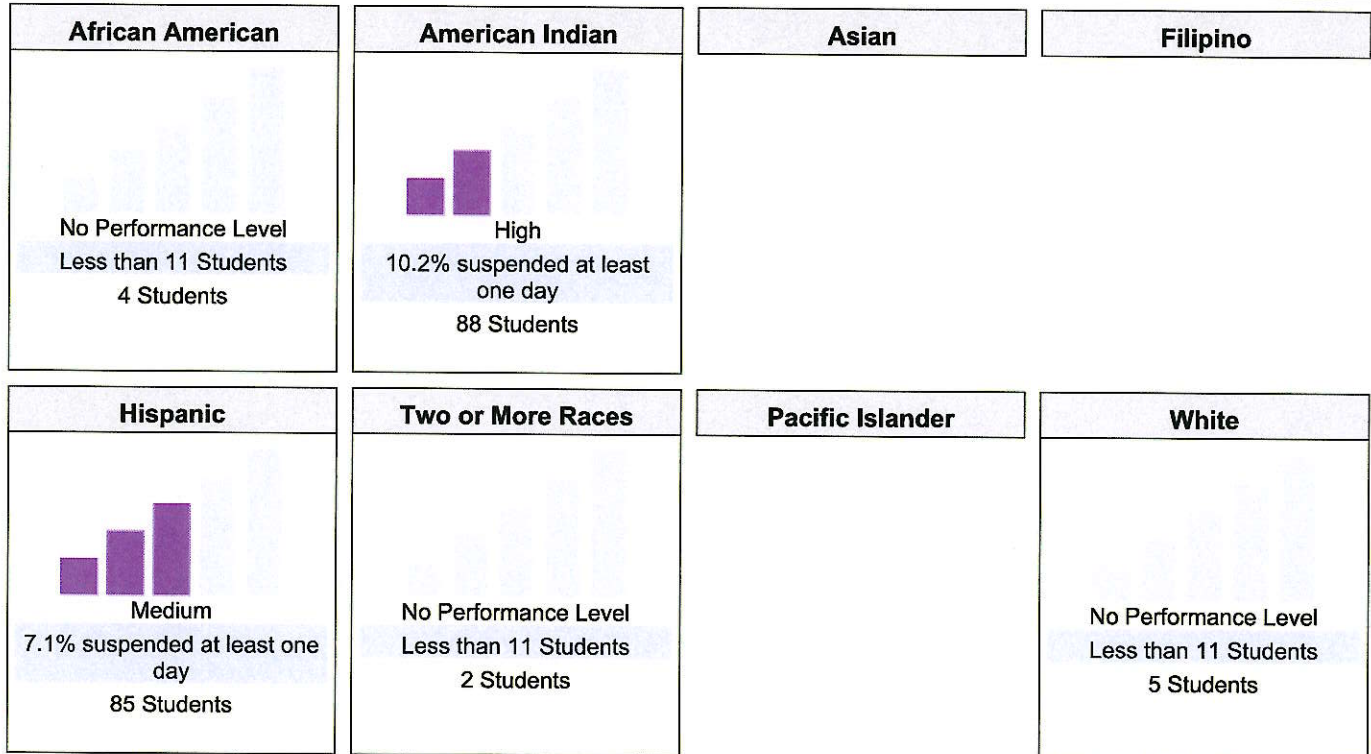 African American
No Performance Level
Less than 11 Students
4 Students
American Indian
High
10.2% suspended at least
one day
88 Students
Asian
Filipino
Hispanic
Medium
7.1% suspended at least one
day
85 Students
Two or More Races
No Performance Level
Less than 11 Students
2 Students
Pacific Islander
White
No Performance Level
Less than 11 Students
5 Students